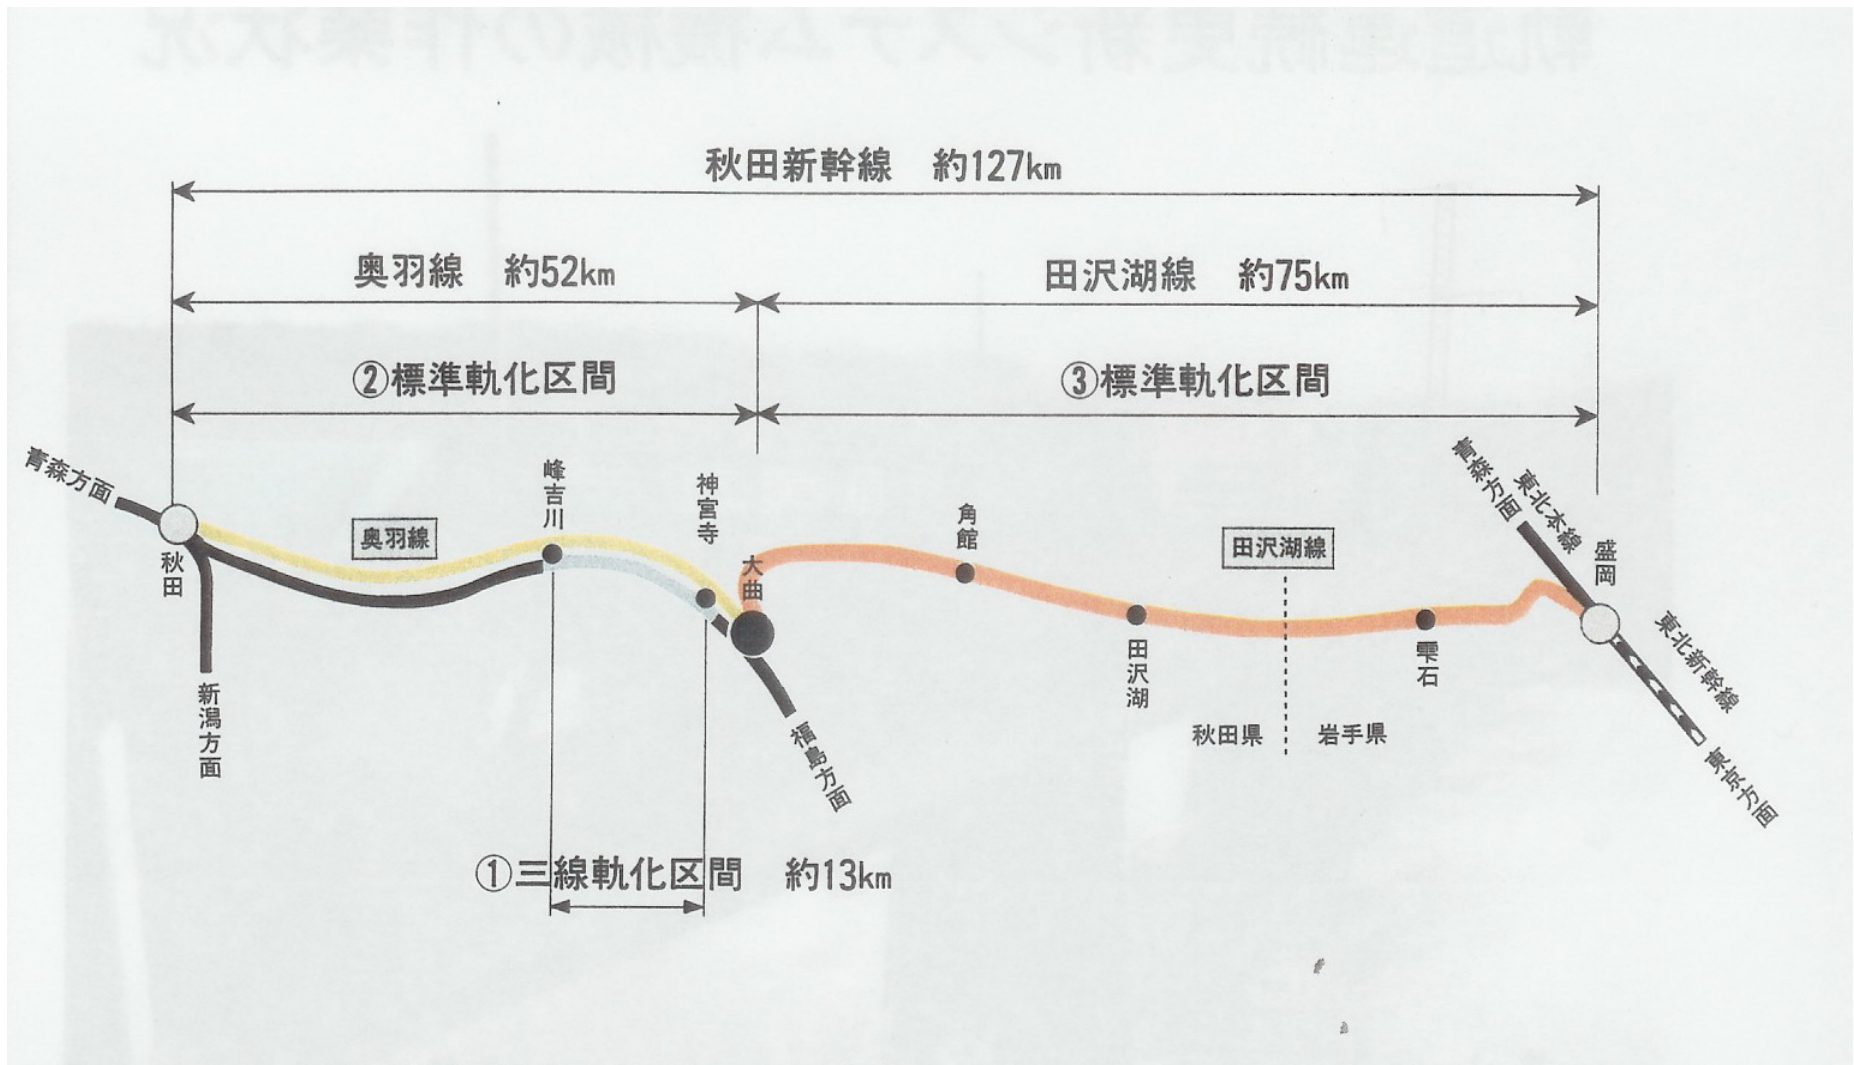 秋田新幹線　約127km
奥羽線　約52km
田沢湖線　約75km
②標準軌化区間
③標準軌化区間
青森方面
秋田
新潟方面
奥羽線
峰吉川
神宮寺
大曲
福島方面
角館
田沢湖
田沢湖線
秋田県
岩手県
雫石
青森方面
東北本線
盛岡
東北新幹線
東京方面
①三線軌化区間　約13km